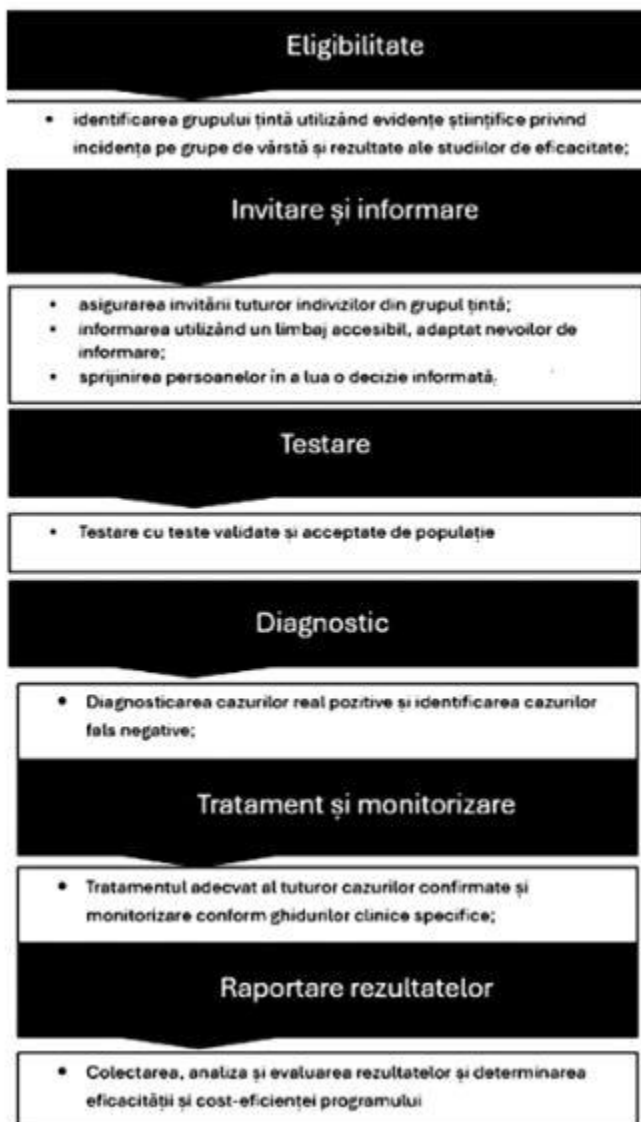 Eligibilitate
• identificarea grupului țintă utilizând evidențe științifice privind
incidența pe grupe de vârstă și rezultate ale studiilor de eficacitate;
Invitare și informare
• asigurarea invitării tuturor indivizilor din grupul țintă;
• informarea utilizând un limbaj accesibil, adaptat nevoilor de
informare;
• sprijinirea persoanelor în a lua o decizie informată.
Testare
• Testare cu teste validate si acceptate de populație
Diagnostic
• Diagnosticarea cazurilor real pozitive si identificarea cazurilor
fals negative;
Tratament și monitorizare
• Tratamentul adecvat al tuturor cazurilor confirmate și
monitorizare conform ghidurilor clinice specifice;
Raportare rezultatelor
• Colectarea, analiza și evaluarea rezultatelor și determinarea
eficacității și cost-eficienței programului